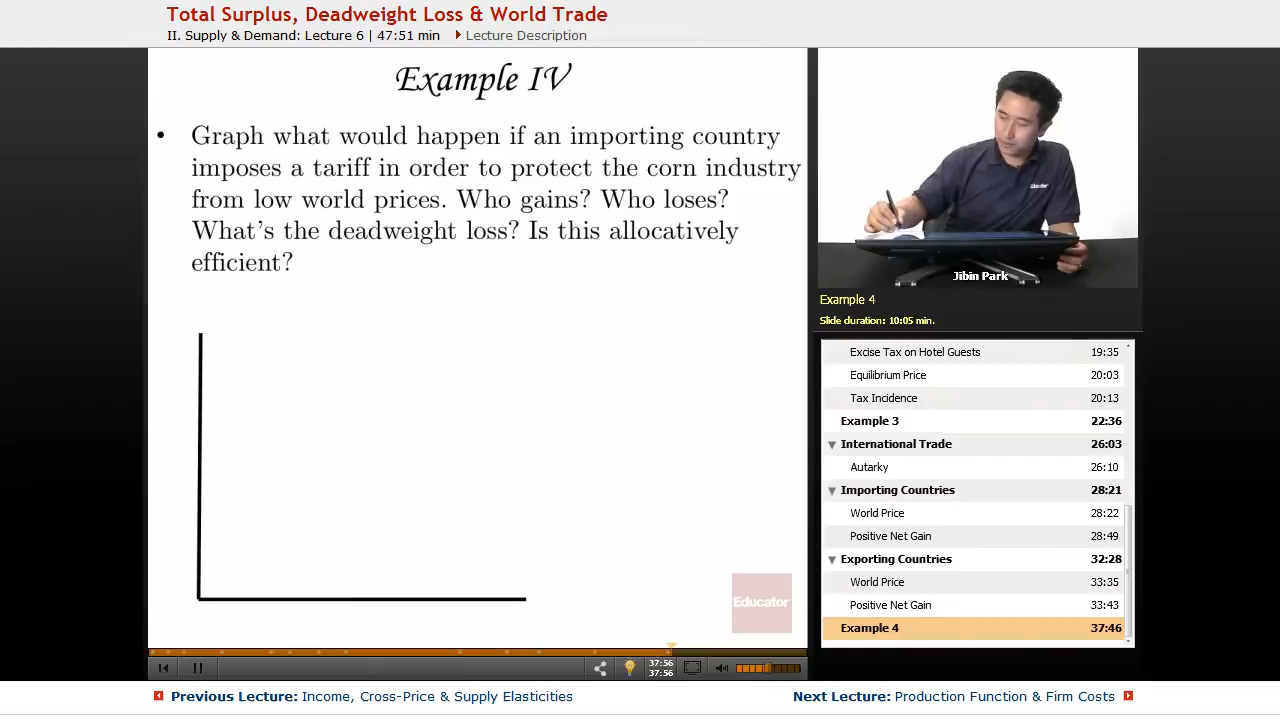 Total Surplus, Deadweight Loss & World Trade
II. Supply & Demand: Lecture 6 | 47:51 min Lecture Description
Example IV
• Graph what would happen if an importing country
imposes a tariff in order to protect the corn industry
from low world prices. Who gains? Who loses?
What's the deadweight loss? Is this allocatively
efficient?
Educator
Jibin Park
Example 4
Slide duration: 10:05 min.
Excise Tax on Hotel Guests 19:35
Equilibrium Price 20:03
Tax Incidence 20:13
Example 3 22:36
International Trade 26:03
Autarky 26:10
Importing Countries 28:21
World Price 28:22
Positive Net Gain 28:49
Exporting Countries 32:28
World Price 33:35
Positive Net Gain 33:43
Example 4 37:46
37:56
37:56
Previous Lecture: Income, Cross-Price & Supply Elasticities
Next Lecture: Production Function & Firm Costs